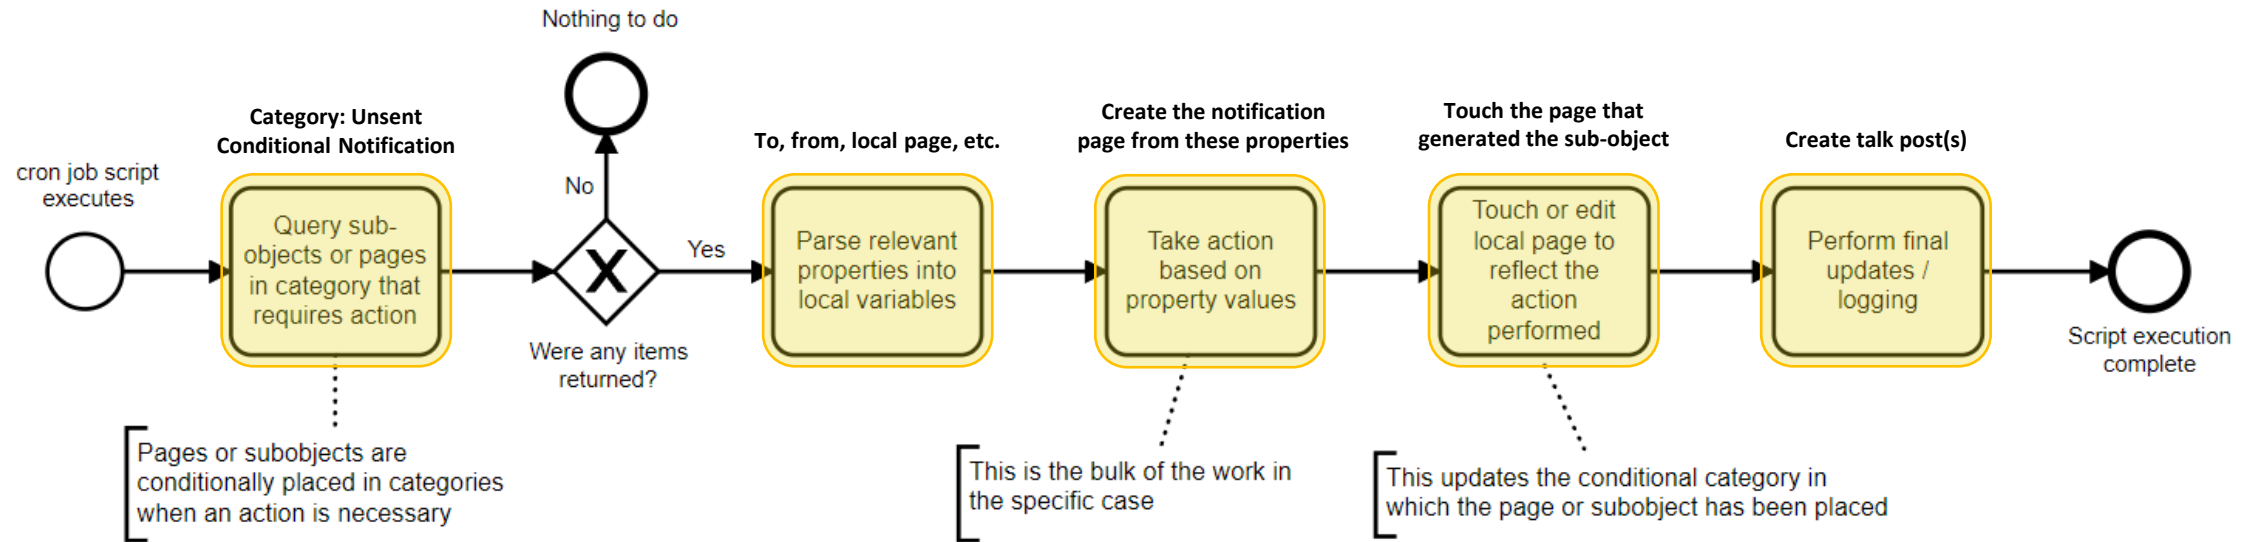 Nothing to do
Category: Unsent
Conditional Notification
To, from, local page, etc.
Create the notification
page from these properties
Touch the page that
generated the sub-object
Create talk post(s)
cron job script
executes
Query sub-
objects or pages
in category that
requires action
No
X
Yes
Were any items
returned?
Parse relevant
properties into
local variables
Take action
based on
property values
Touch or edit
local page to
reflect the
action
performed
Perform final
updates /
logging
Script execution
complete
Pages or subobjects are
conditionally placed in categories
when an action is necessary
This is the bulk of the work in
the specific case
This updates the conditional category in
which the page or subobject has been placed